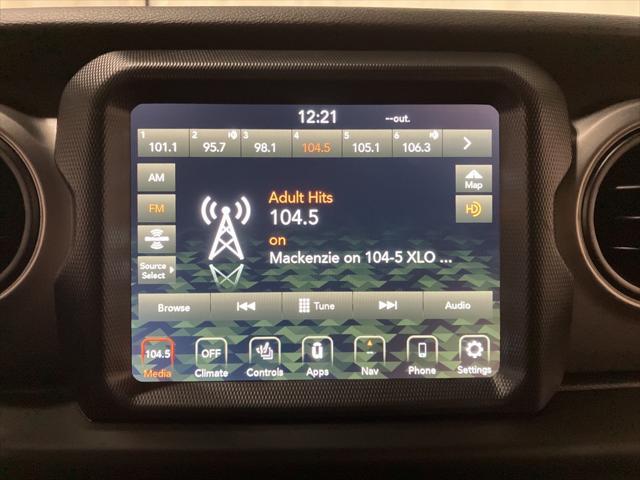 12:21 --out.
1 2 3 4 5 6
101.1 95.7 98.1 104.5 105.1 106.3
AM
Map
FM
HD
Adult Hits
104.5
on
Mackenzie on 104-5 XLO ...
Source
Select
Browse Tune Audio
104.5 OFF
Media Climate Controls Apps Nav Phone Settings